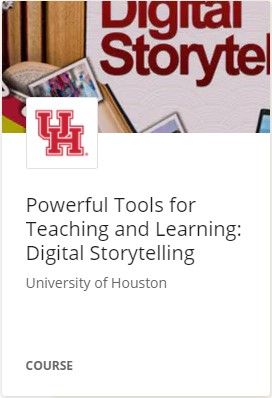 Digital
Storytel
UH
Powerful Tools for
Teaching and Learning:
Digital Storytelling
University of Houston
COURSE